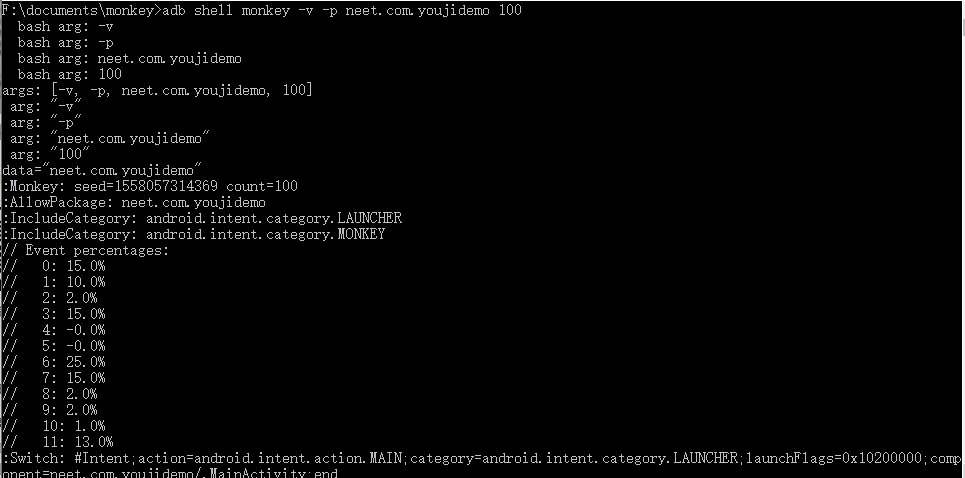 F:\documents\monkey>adb shell monkey -v -p neet.com.youjidemo 100
  bash arg: -v
  bash arg: -p
  bash arg: neet.com.youjidemo
  bash arg: 100
args: [-v, -p, neet.com.youjidemo, 100]
 arg: "-v"
 arg: "-p"
 arg: "neet.com.youjidemo"
 arg: "100"
data="neet.com.youjidemo"
:Monkey: seed=1558057314369 count=100
:AllowPackage: neet.com.youjidemo
:IncludeCategory: android.intent.category.LAUNCHER
:IncludeCategory: android.intent.category.MONKEY
// Event percentages:
//   0: 15.0%
//   1: 10.0%
//   2: 2.0%
//   3: 15.0%
//   4: -0.0%
//   5: -0.0%
//   6: 25.0%
//   7: 15.0%
//   8: 2.0%
//   9: 2.0%
//   10: 1.0%
//   11: 13.0%
:Switch: #Intent;action=android.intent.action.MAIN;category=android.intent.category.LAUNCHER;launchFlags=0x10200000;comp
onent=neet.com.youjidemo/.MainActivity;end